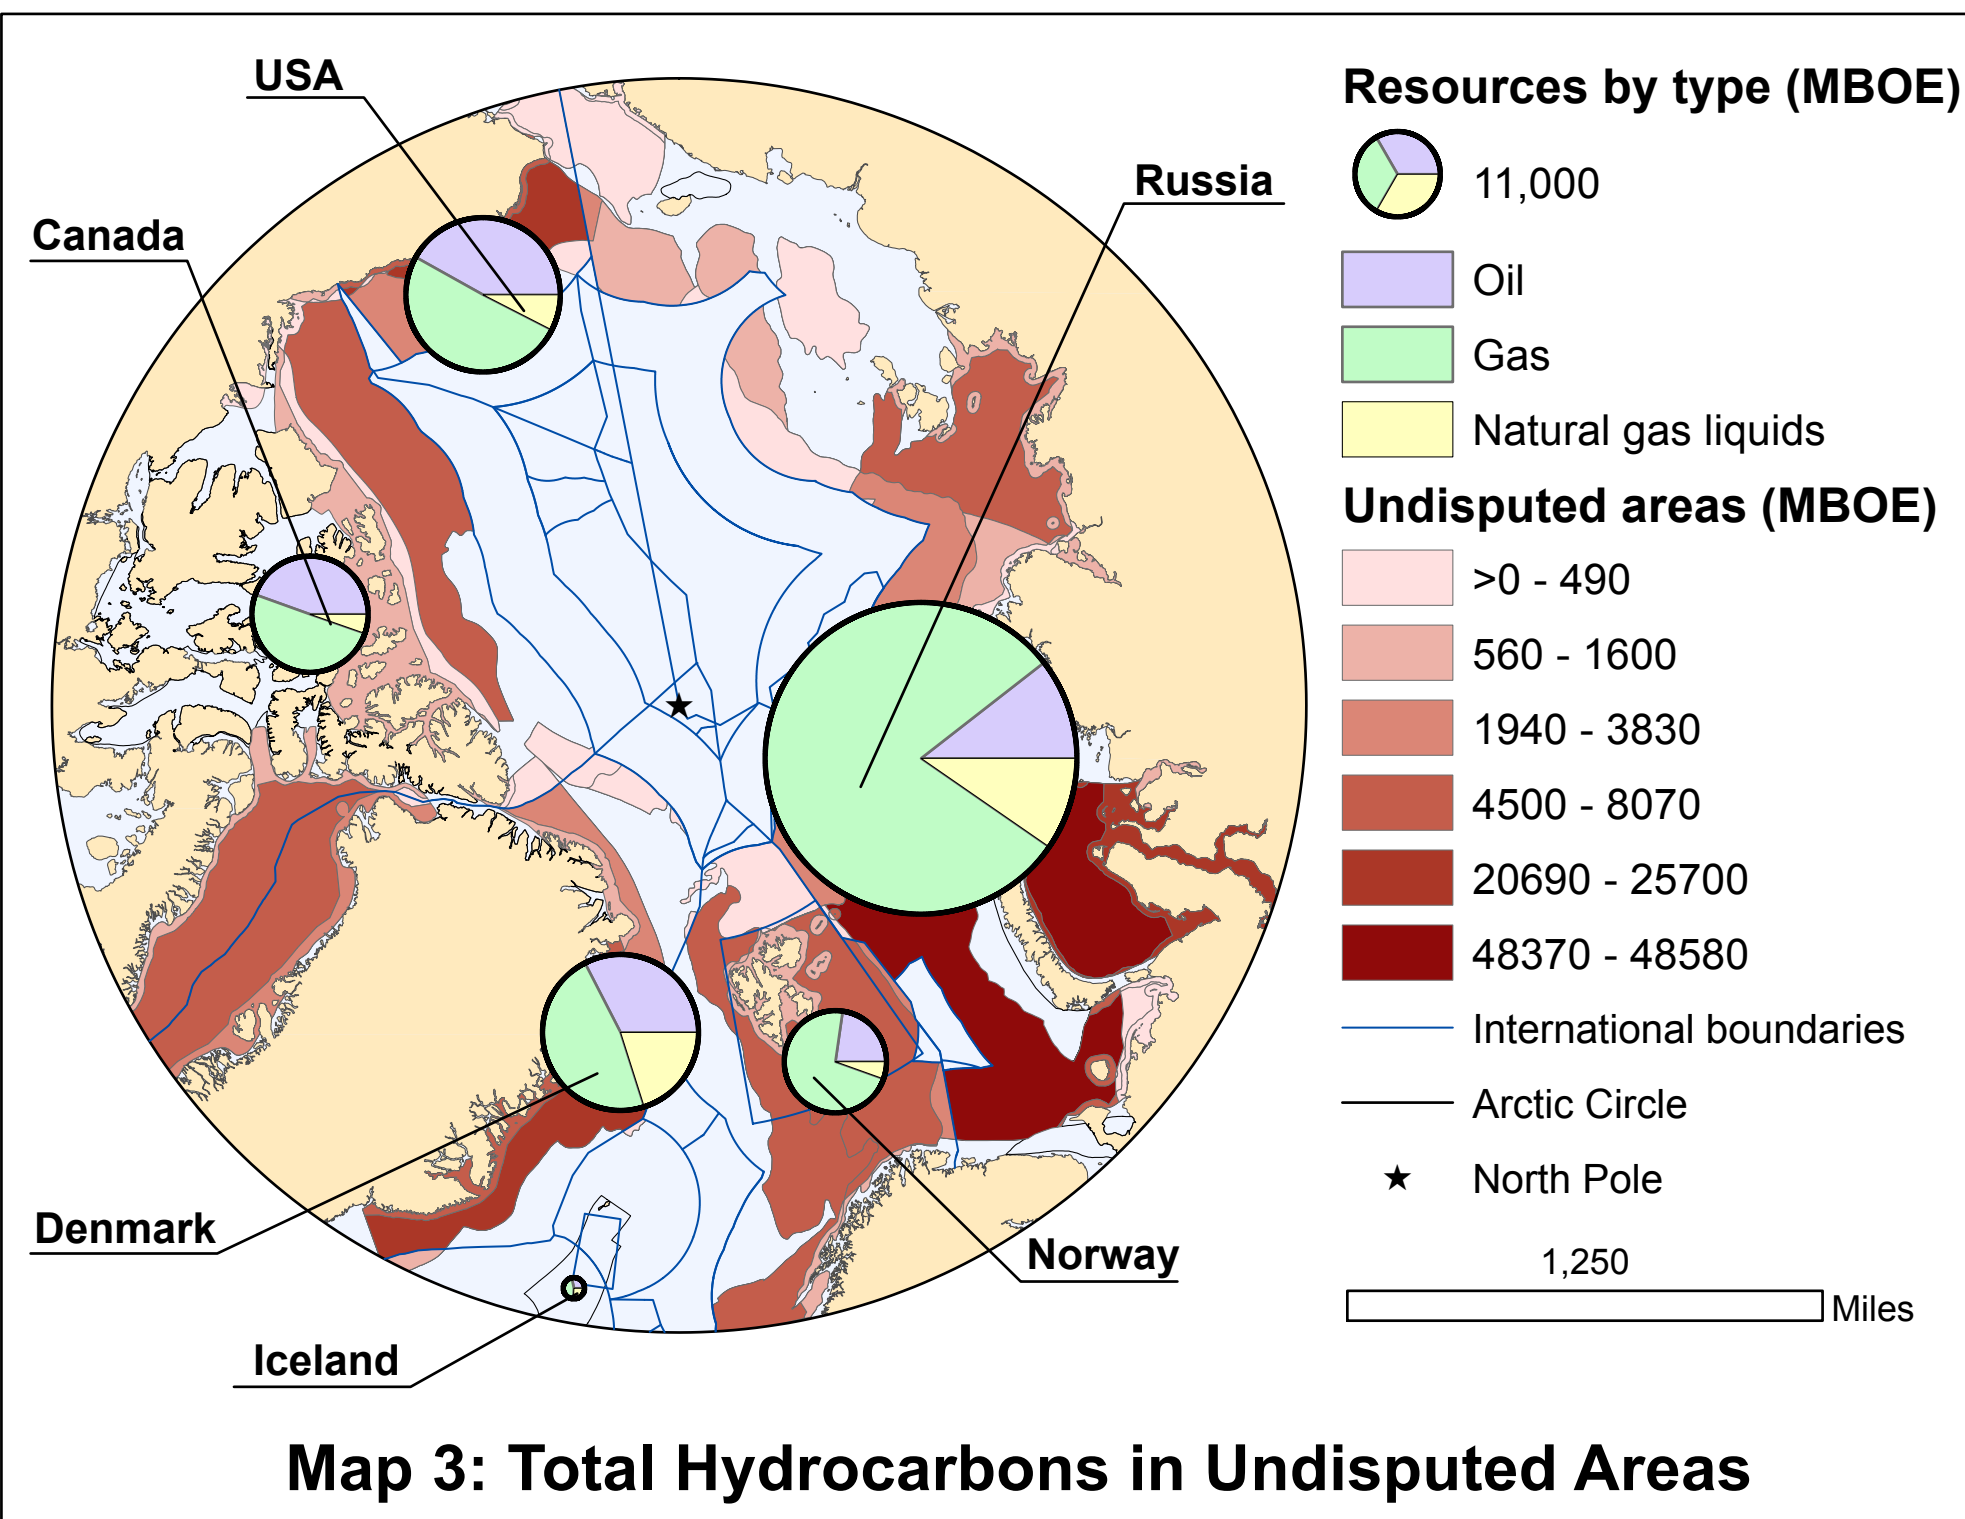 USA
Canada
Russia
Denmark
Iceland
Norway
Resources by type (MBOE)
11,000
Oil
Gas
Natural gas liquids
Undisputed areas (MBOE)
>0 - 490
560 - 1600
1940 - 3830
4500 - 8070
20690 - 25700
48370 - 48580
International boundaries
Arctic Circle
North Pole
1,250
Miles
Map 3: Total Hydrocarbons in Undisputed Areas